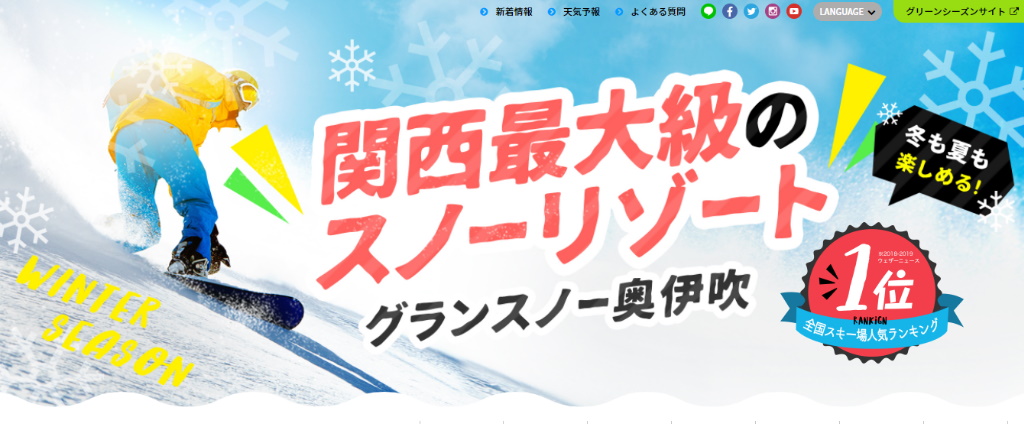 新着情報 天気予報 よくある質問 LANGUAGE グリーンシーズンサイト
関西最大級の
スノーリゾート
グランスノー奥伊吹
冬も夏も
楽しめる!
WINTER
SEASON
※2018-2019
ウェザーニュース
1位
RANKiGN
全国スキー場人気ランキング